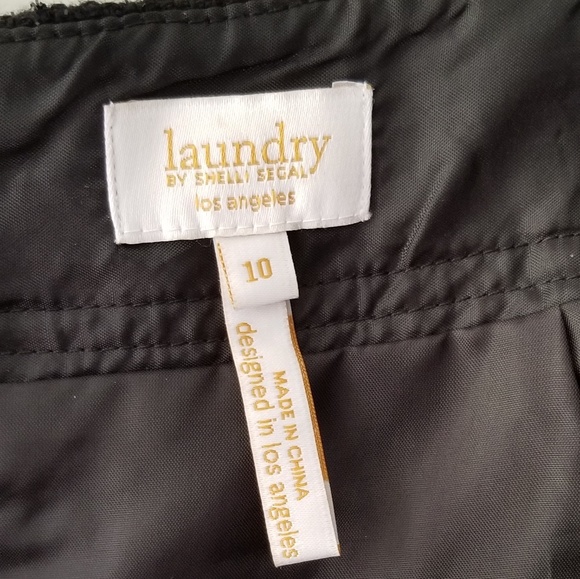 laundry
BY SHELLI SEGAL
los angeles
10
MADE IN CHINA
designed in los angeles